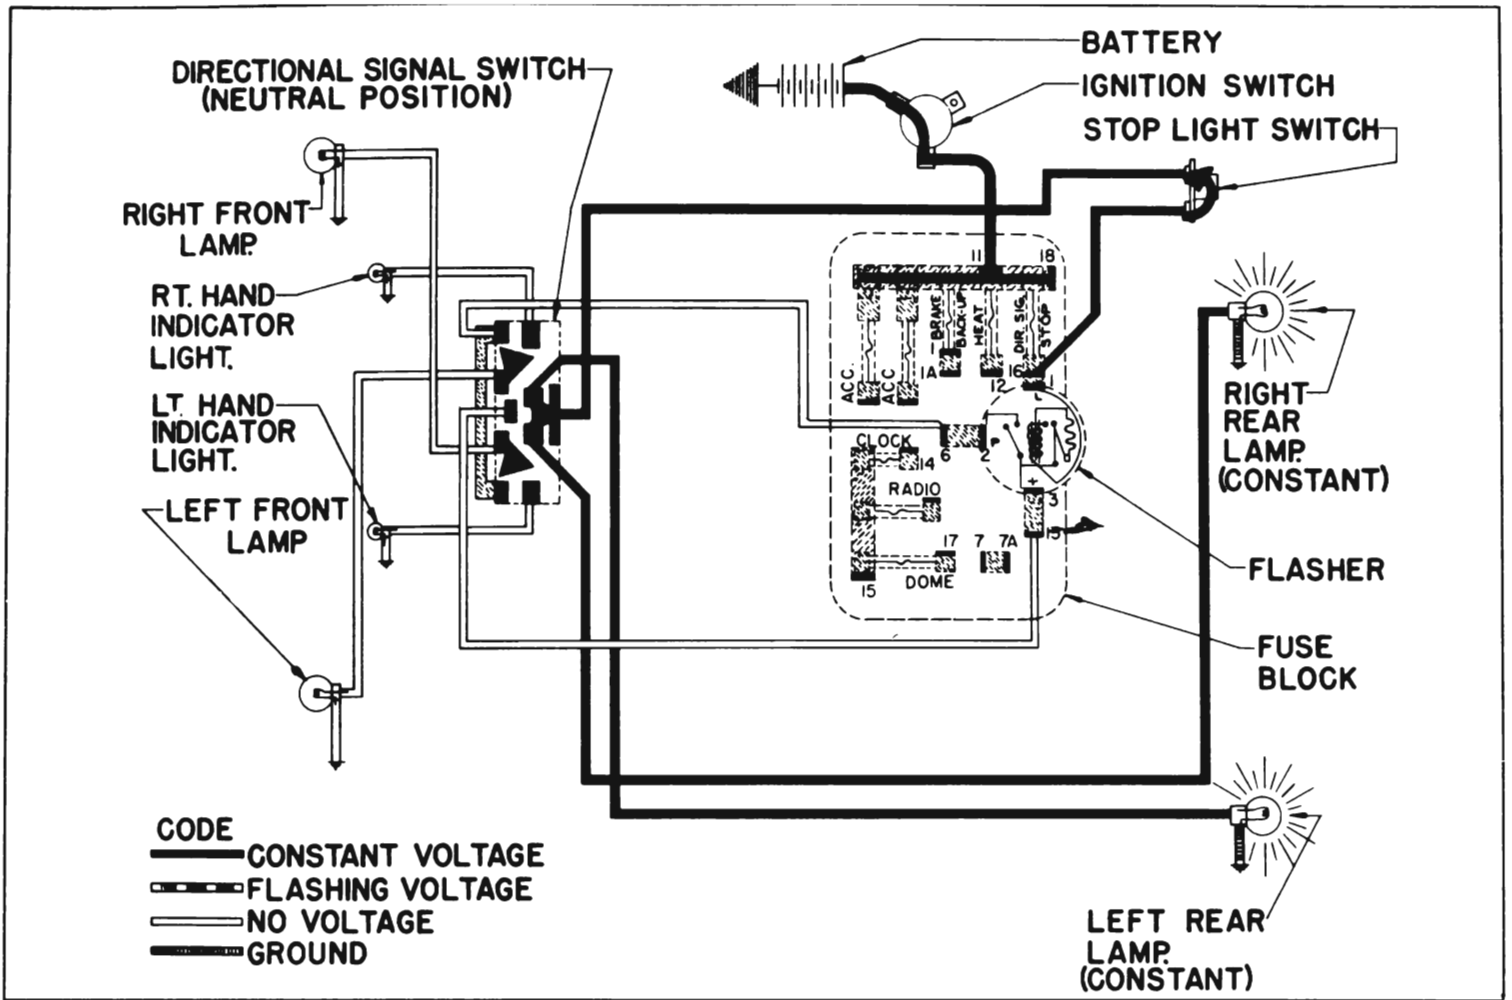 DIRECTIONAL SIGNAL SWITCH
(NEUTRAL POSITION)
BATTERY
IGNITION SWITCH
STOP LIGHT SWITCH
RIGHT FRONT
LAMP.
RT. HAND
INDICATOR
LIGHT.
LT. HAND
INDICATOR
LIGHT.
LEFT FRONT
LAMP
11
18
BRAKE
BACK-UP
HEAT
DIR. SIG.
STOP
ACC.
ACC
1A
12
16
1
L
P
6
2
CLOCK
14
RADIO
+
3
13
17
7
7A
DOME
15
RIGHT
REAR
LAMP.
(CONSTANT)
FLASHER
FUSE
BLOCK
CODE
CONSTANT VOLTAGE
FLASHING VOLTAGE
NO VOLTAGE
GROUND
LEFT REAR
LAMP.
(CONSTANT)